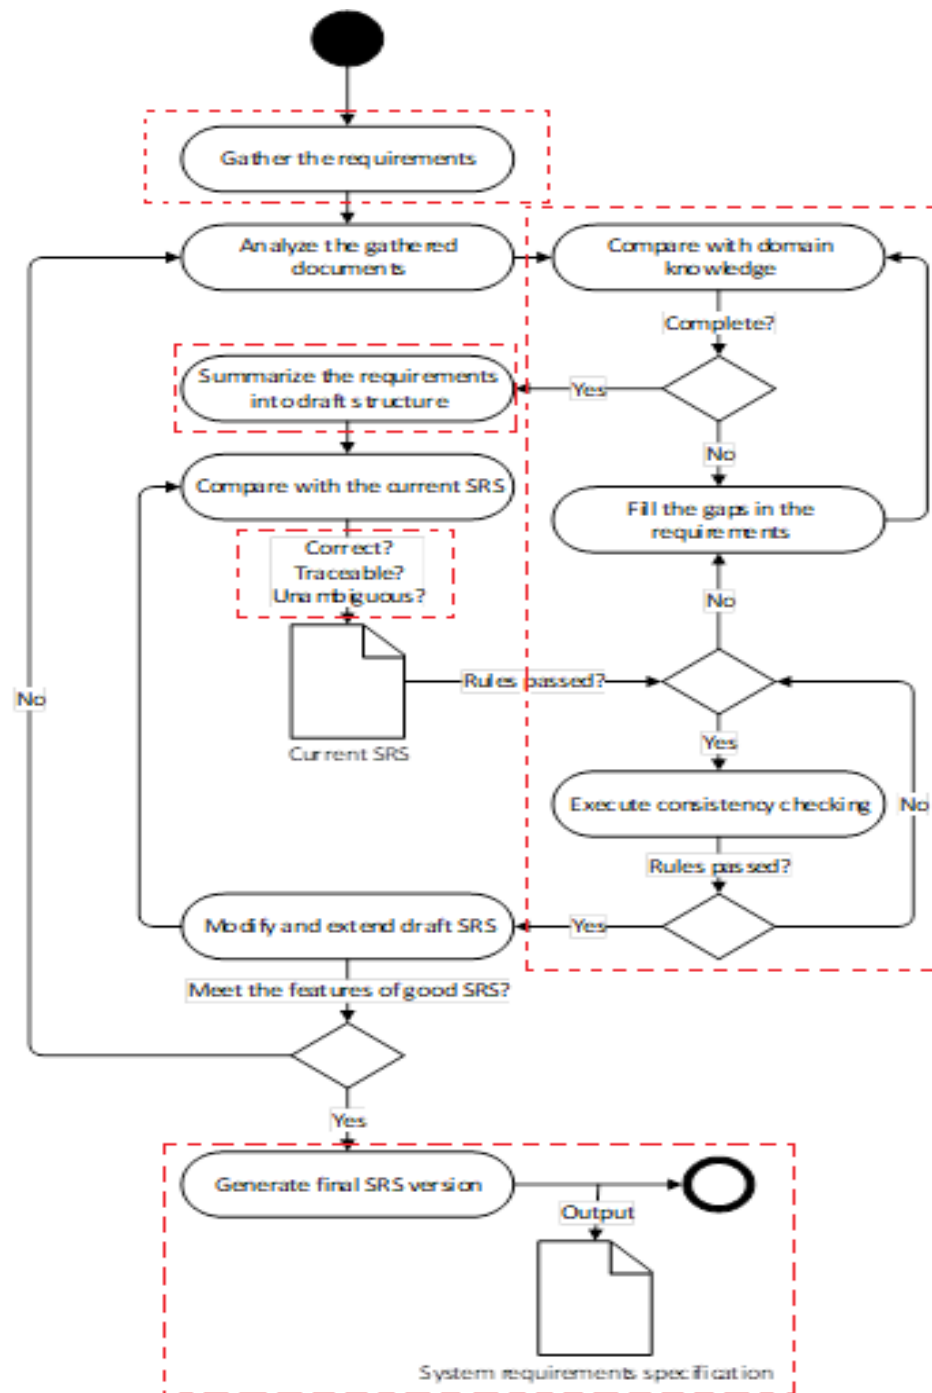 Gather the requirements
Analyze the gathered
documents
Compare with domain
knowledge
Complete?
Summarize the requirements
into draft structure
Yes
No
Compare with the current SRS
Fill the gaps in the
requirements
Correct?
Traceable?
Unambiguous?
No
Rules passed?
No
Current SRS
Yes
Execute consistency checking
No
Rules passed?
Modify and extend draft SRS
Yes
Meet the features of good SRS?
Yes
Generate final SRS version
Output
System requirements specification